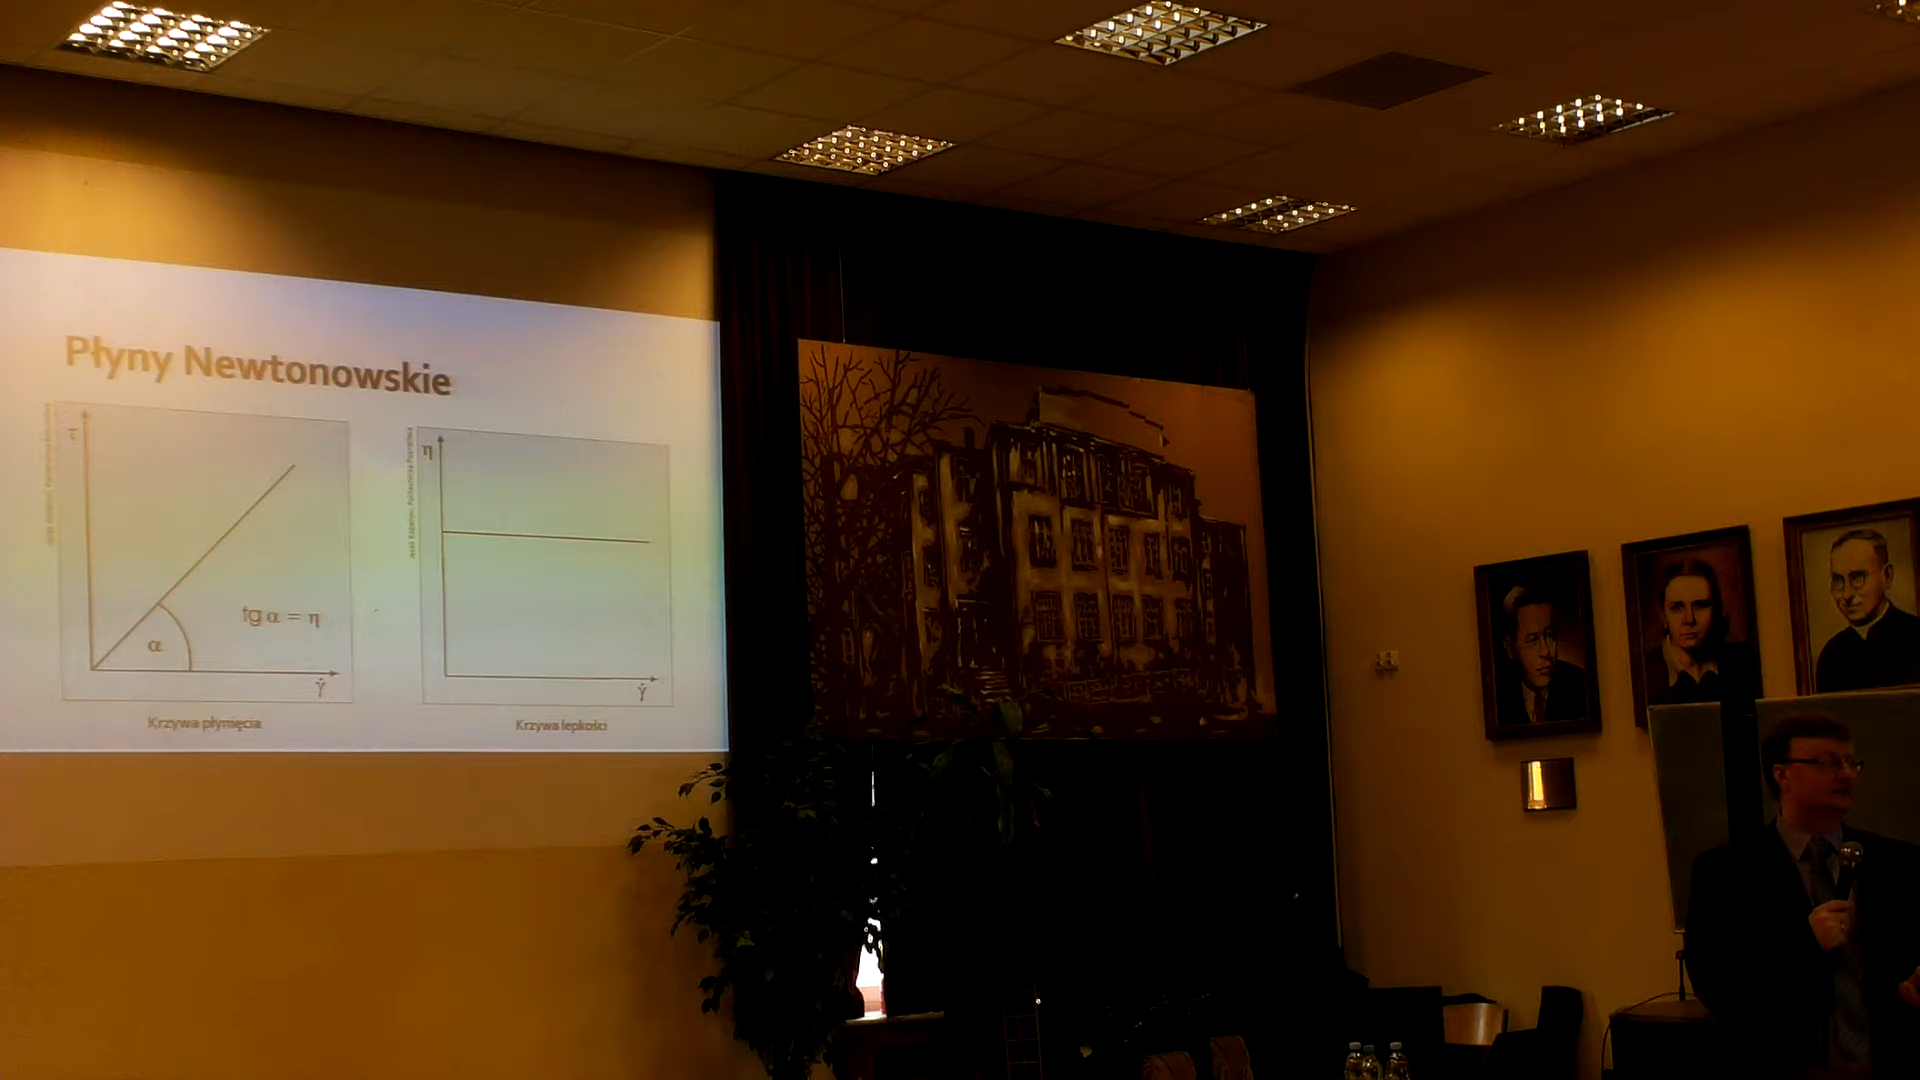 Płyny Newtonowskie
τ
tg α = η
α
γ̇
Krzywa płynięcia
η
γ̇
Krzywa lepkości